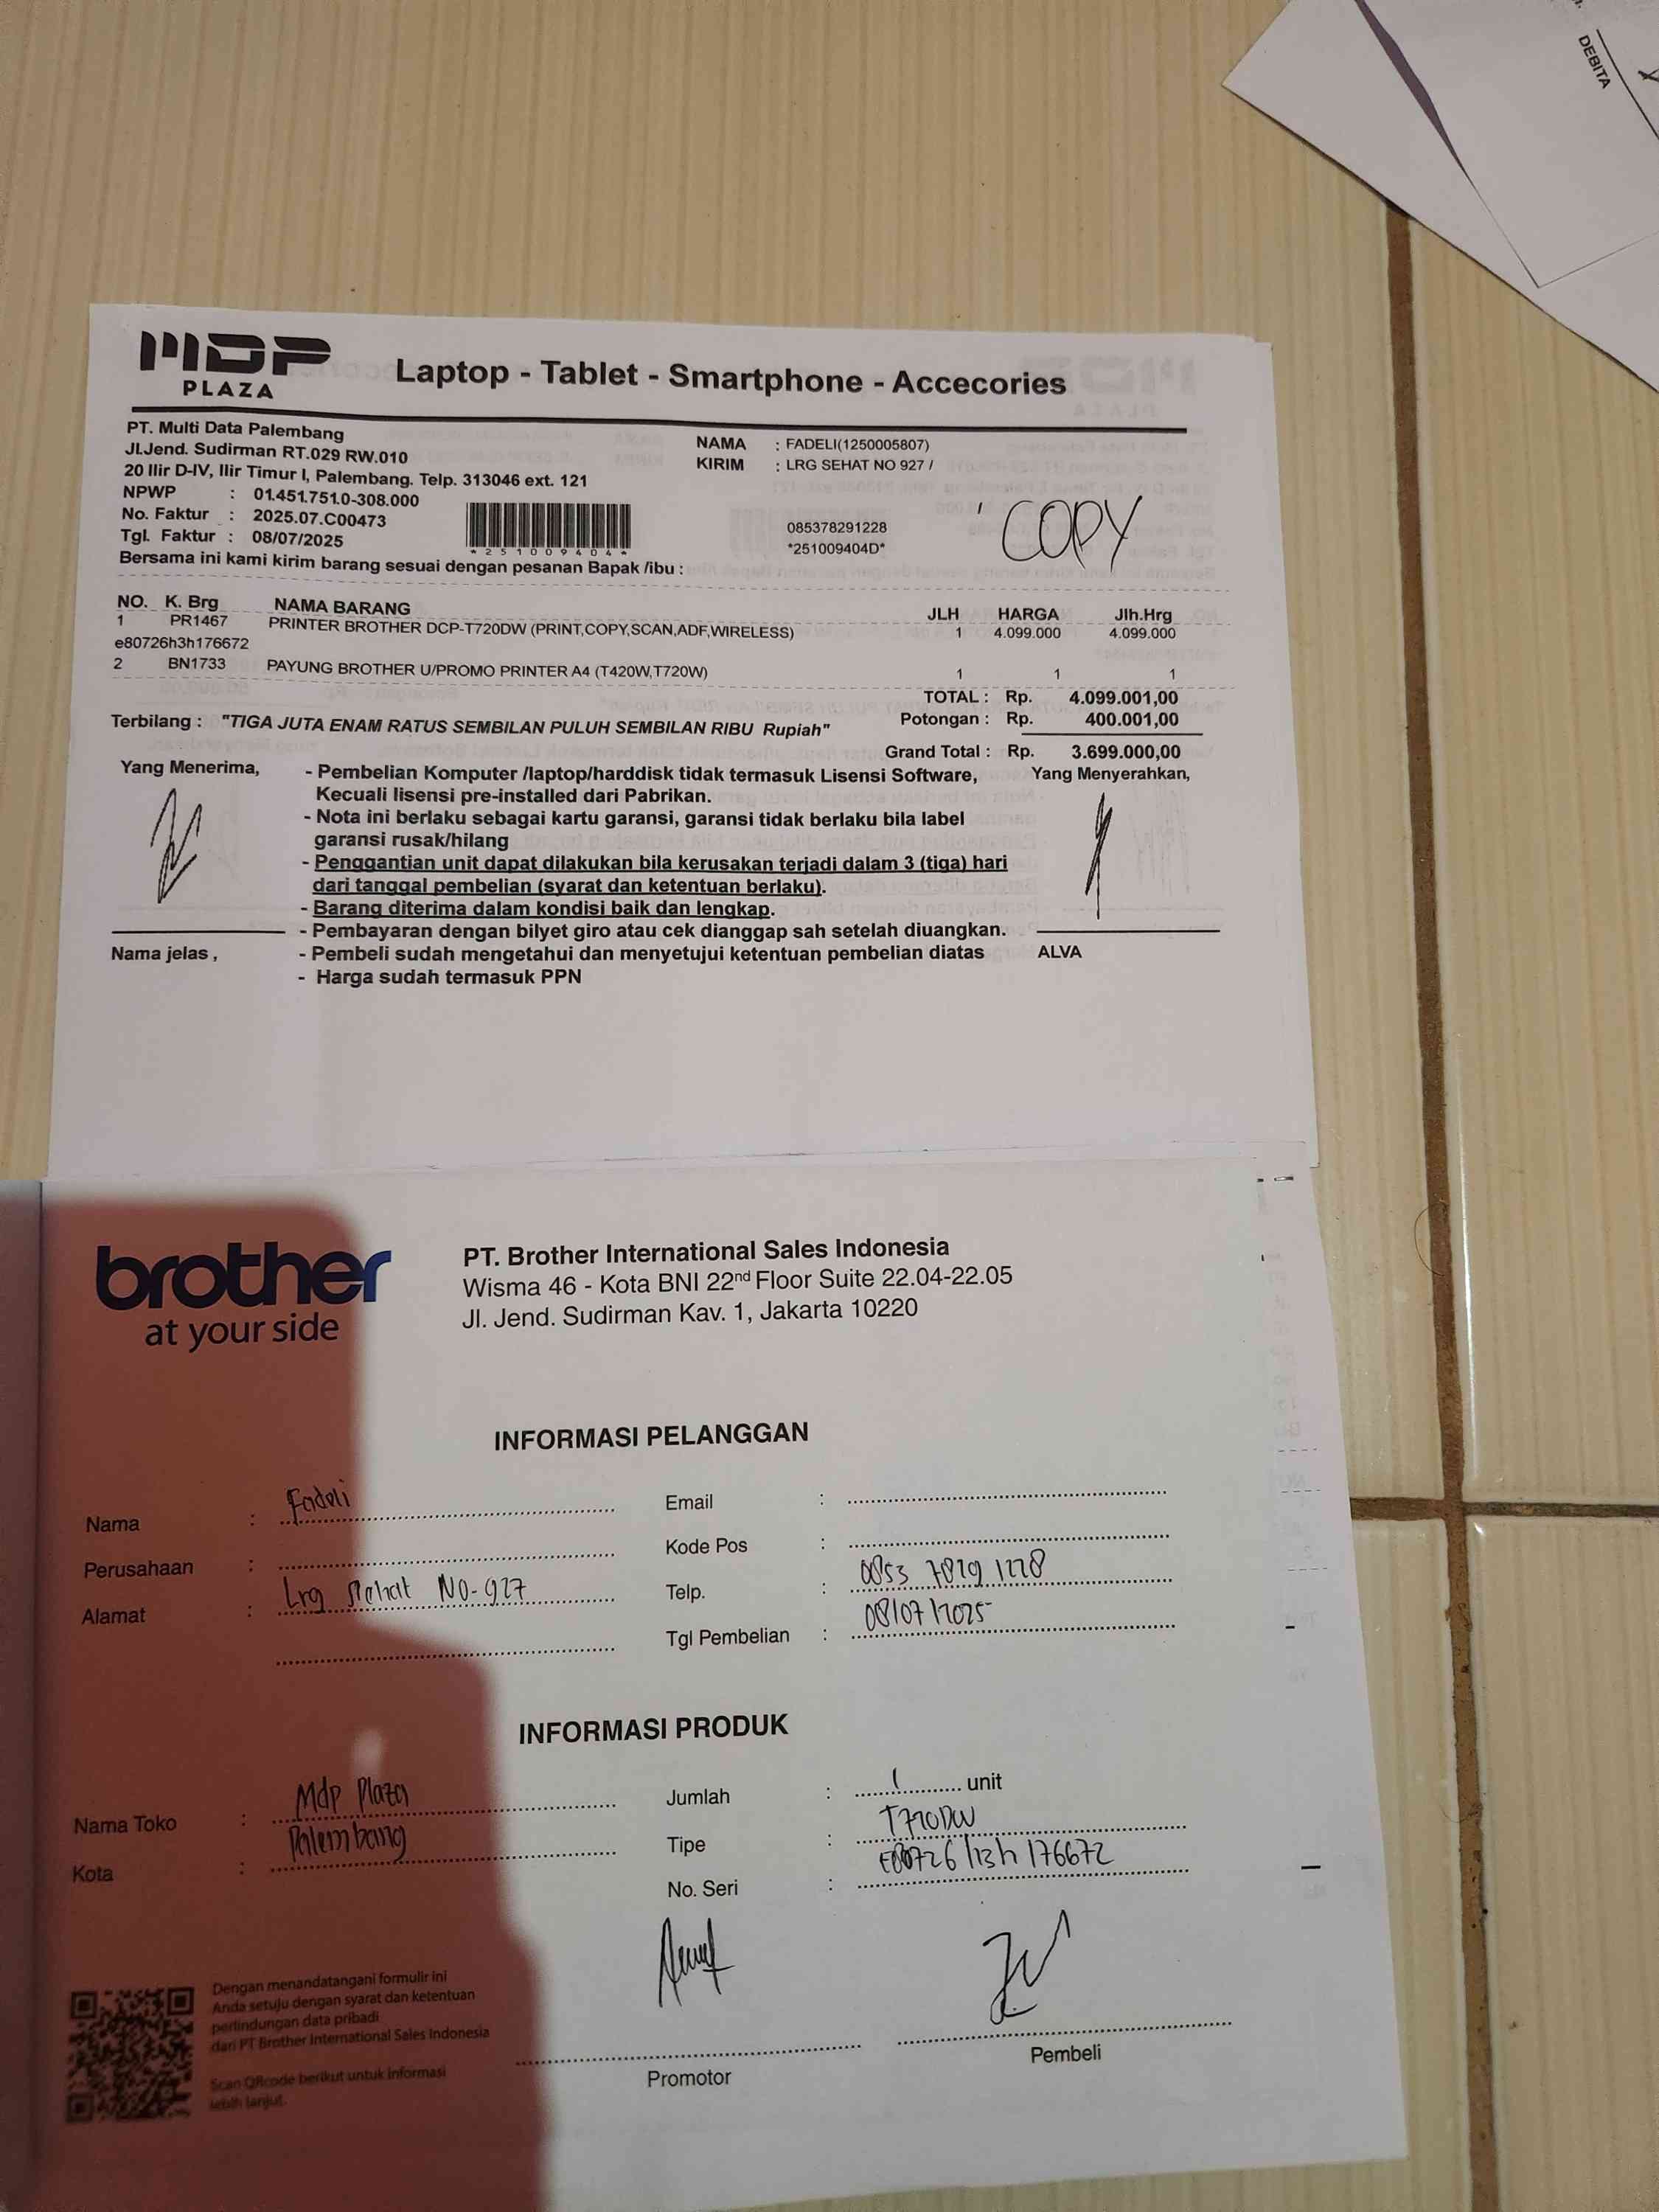 DEBITA
MDP
PLAZA
Laptop - Tablet - Smartphone - Accecories
PT. Multi Data Palembang
Jl.Jend. Sudirman RT.029 RW.010
20 Ilir D-IV, Ilir Timur I, Palembang. Telp. 313046 ext. 121
NPWP : 01.451.751.0-308.000
No. Faktur : 2025.07.C00473
Tgl. Faktur : 08/07/2025
*251009404*
NAMA : FADELI(1250005807)
KIRIM : LRG SEHAT NO 927 /
085378291228
*251009404D*
COPY
Bersama ini kami kirim barang sesuai dengan pesanan Bapak /ibu :
NO. K. Brg NAMA BARANG JLH HARGA Jlh.Hrg
1 PR1467 PRINTER BROTHER DCP-T720DW (PRINT,COPY,SCAN,ADF,WIRELESS) 1 4.099.000 4.099.000
e80726h3h176672
2 BN1733 PAYUNG BROTHER U/PROMO PRINTER A4 (T420W,T720W) 1 1 1
TOTAL : Rp. 4.099.001,00
Terbilang : "TIGA JUTA ENAM RATUS SEMBILAN PULUH SEMBILAN RIBU Rupiah" Potongan : Rp. 400.001,00
Grand Total : Rp. 3.699.000,00
Yang Menerima,
- Pembelian Komputer /laptop/harddisk tidak termasuk Lisensi Software,
Kecuali lisensi pre-installed dari Pabrikan.
- Nota ini berlaku sebagai kartu garansi, garansi tidak berlaku bila label
garansi rusak/hilang
- Penggantian unit dapat dilakukan bila kerusakan terjadi dalam 3 (tiga) hari
dari tanggal pembelian (syarat dan ketentuan berlaku).
- Barang diterima dalam kondisi baik dan lengkap.
- Pembayaran dengan bilyet giro atau cek dianggap sah setelah diuangkan.
- Pembeli sudah mengetahui dan menyetujui ketentuan pembelian diatas
- Harga sudah termasuk PPN
Yang Menyerahkan,
Nama jelas ,
ALVA
brother
at your side
PT. Brother International Sales Indonesia
Wisma 46 - Kota BNI 22nd Floor Suite 22.04-22.05
Jl. Jend. Sudirman Kav. 1, Jakarta 10220
INFORMASI PELANGGAN
Nama : Fadeli
Perusahaan :
Alamat : Lrg Sehat NO-927
Email :
Kode Pos :
Telp. : 0853 7829 1228
Tgl Pembelian : 08/07/2025
INFORMASI PRODUK
Nama Toko : Mdp Plaza
Kota : Palembang
Jumlah : 1 unit
Tipe : T720DW
No. Seri : E80726H3h176672
Dengan menandatangani formulir ini
Anda setuju dengan syarat dan ketentuan
perlindungan data pribadi
dari PT Brother International Sales Indonesia
Scan QRcode berikut untuk informasi
lebih lanjut.
Promotor
Pembeli